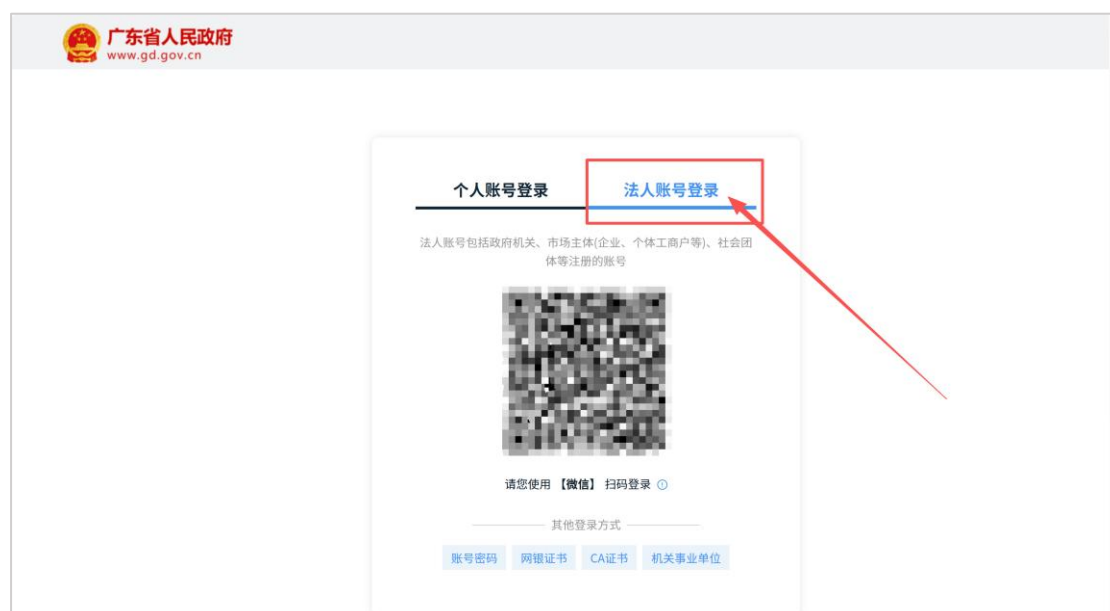 广东省人民政府
www.gd.gov.cn
个人账号登录
法人账号登录
法人账号包括政府机关、市场主体(企业、个体工商户等)、社会团
体等注册的账号
请您使用【微信】扫码登录
其他登录方式
账号密码 网银证书 CA证书 机关事业单位